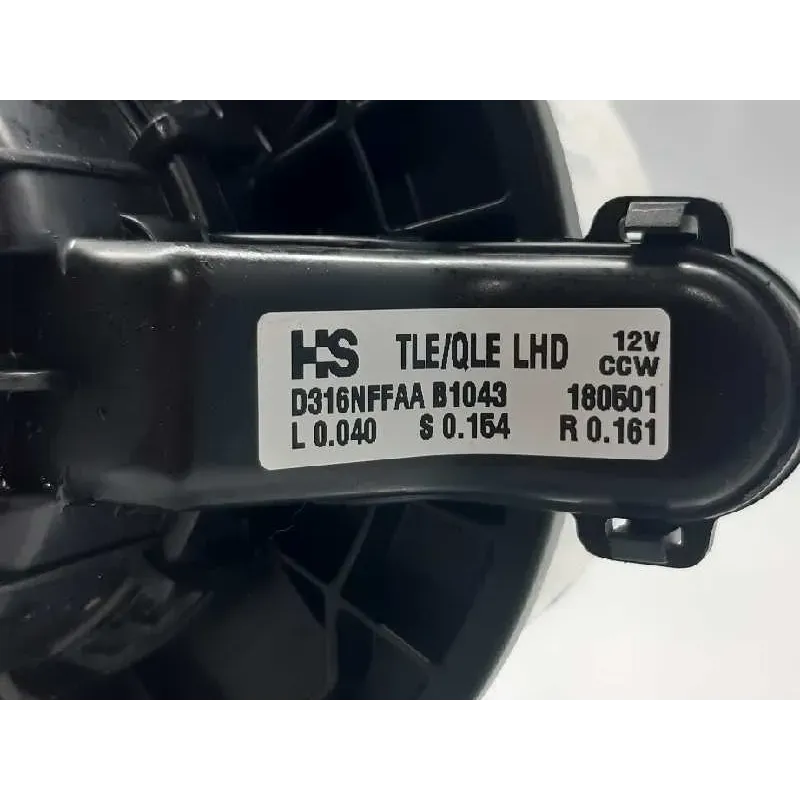 HS TLE/QLE LHD 12V CCW
D316NFFAA B1043 180501
L 0.040 S 0.154 R 0.161